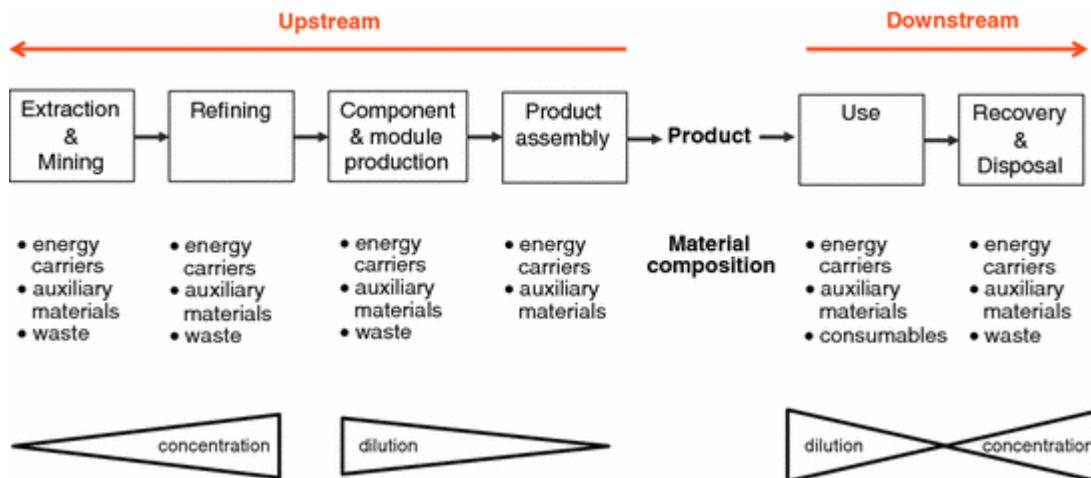 Upstream
Downstream
Extraction
&
Mining
Refining
Component
& module
production
Product
assembly
Product
Use
Recovery
&
Disposal
• energy
carriers
• auxiliary
materials
• waste
• energy
carriers
• auxiliary
materials
• waste
• energy
carriers
• auxiliary
materials
• waste
• energy
carriers
• auxiliary
materials
Material
composition
• energy
carriers
• auxiliary
materials
• consumables
• energy
carriers
• auxiliary
materials
• waste
concentration
dilution
dilution
concentration